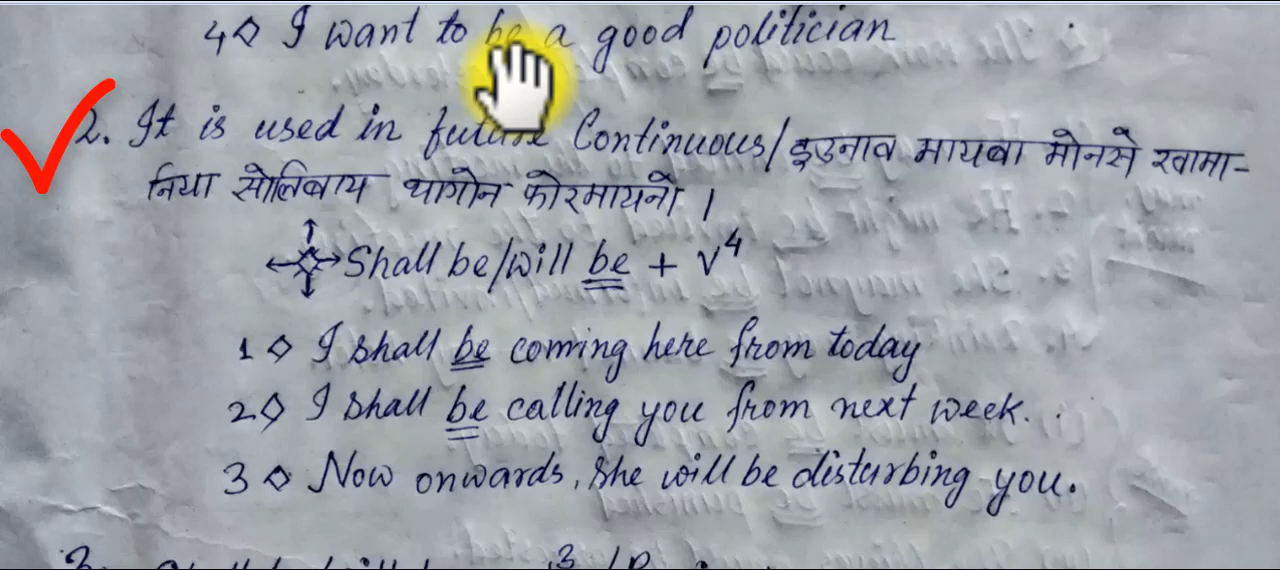 4◇ I want to be a good politician
2. It is used in future Continuous/ इउनाव मायबा मोनसे खामा-
निया सोलिबाय थागोन फोरमायनो ।
Shall be/will be + V⁴
1◇ I shall be coming here from today
2◇ I shall be calling you from next week.
3◇ Now onwards, she will be disturbing you.